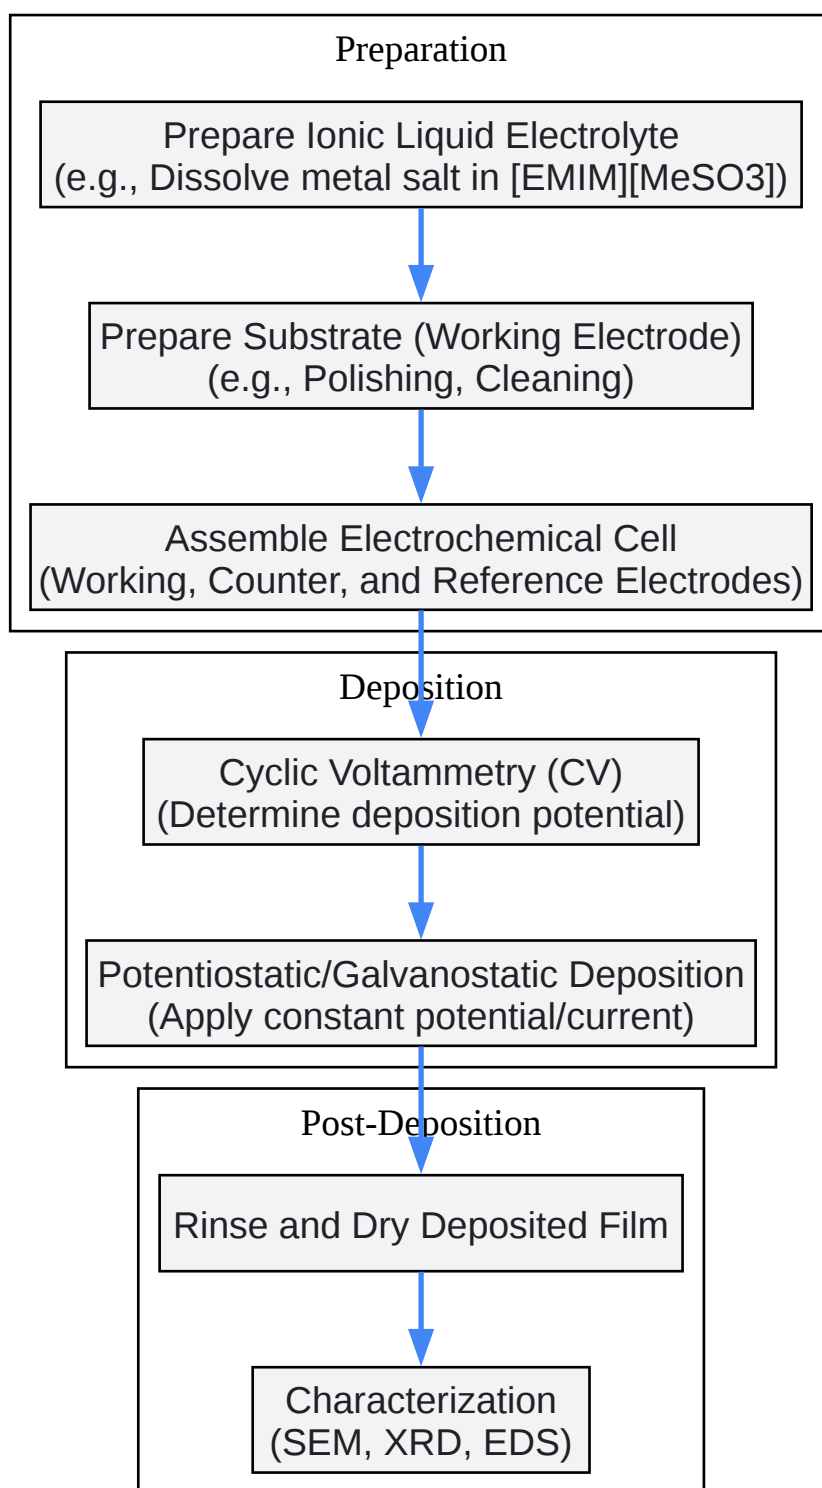 Preparation
Prepare Ionic Liquid Electrolyte
(e.g., Dissolve metal salt in [EMIM][MeSO3])
Prepare Substrate (Working Electrode)
(e.g., Polishing, Cleaning)
Assemble Electrochemical Cell
(Working, Counter, and Reference Electrodes)
Deposition
Cyclic Voltammetry (CV)
(Determine deposition potential)
Potentiostatic/Galvanostatic Deposition
(Apply constant potential/current)
Post-Deposition
Rinse and Dry Deposited Film
Characterization
(SEM, XRD, EDS)